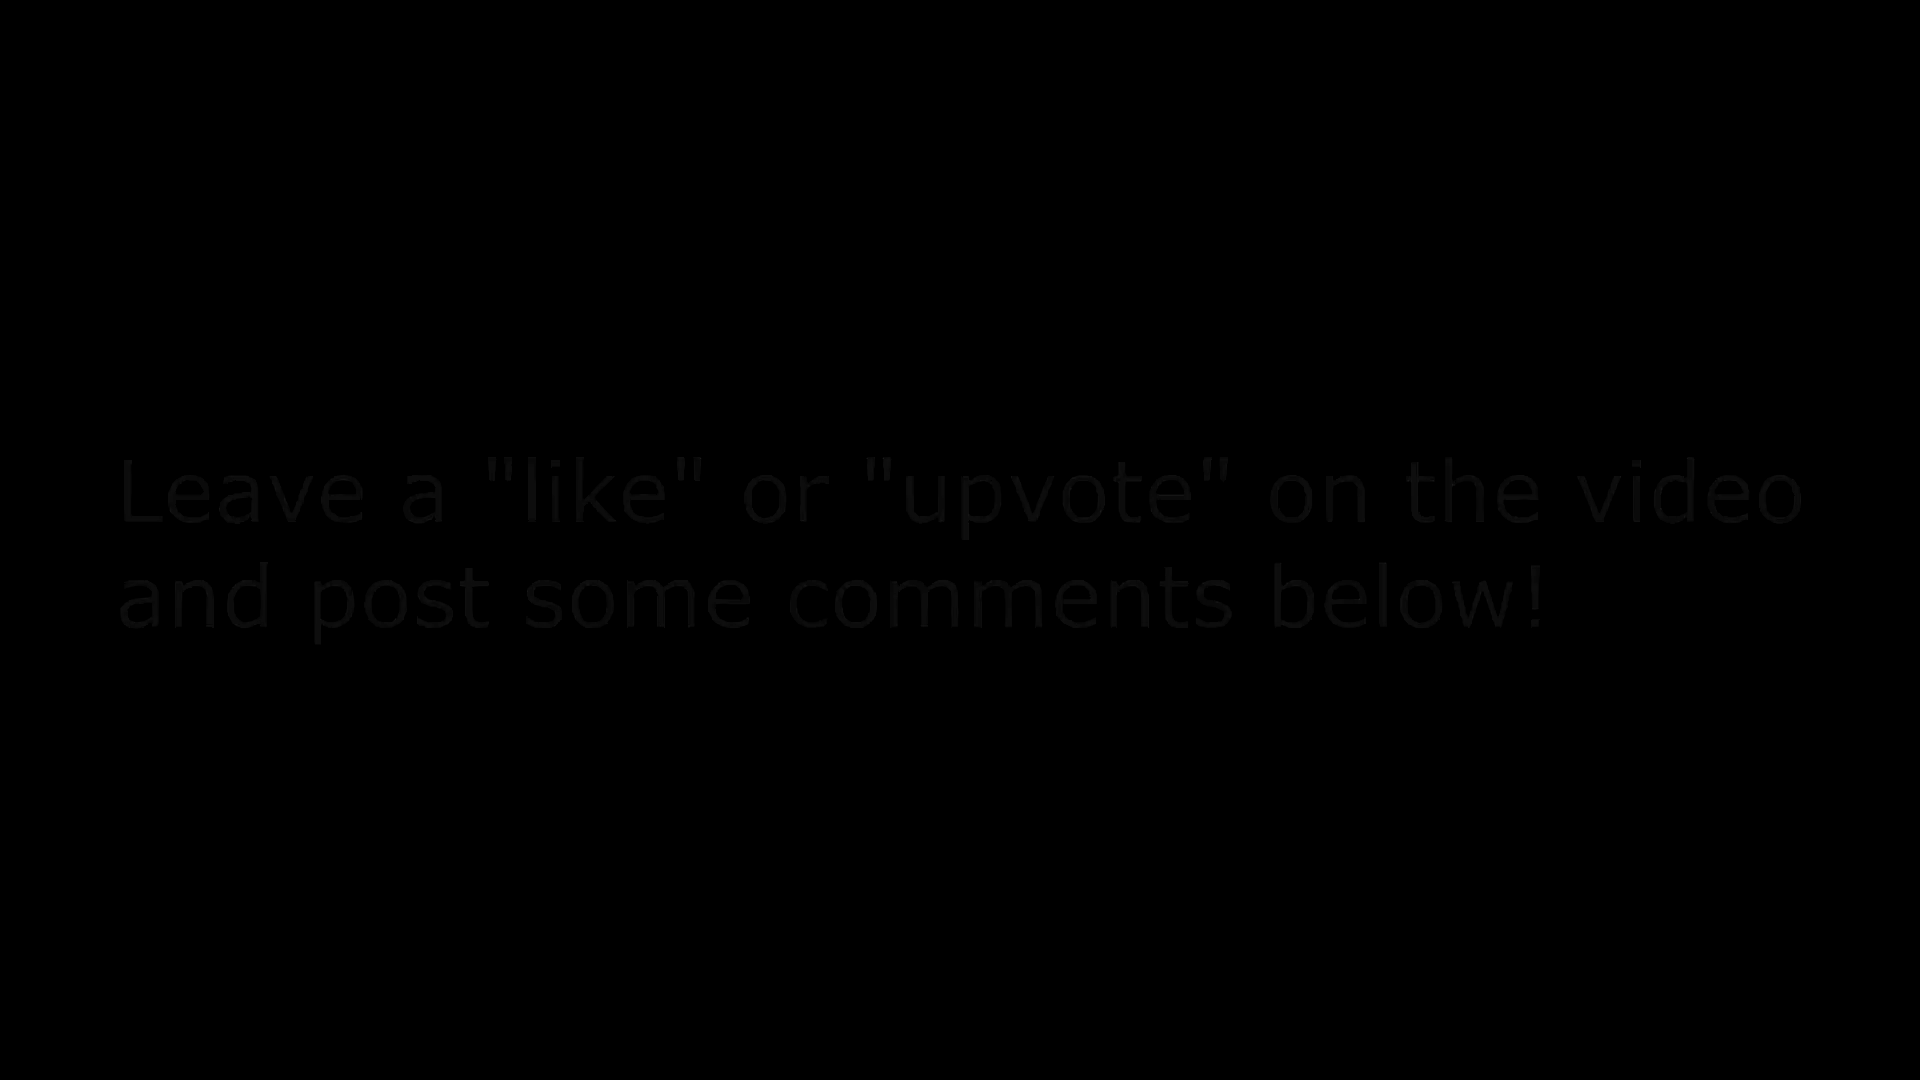 Leave a "like" or "upvote" on the video
and post some comments below!